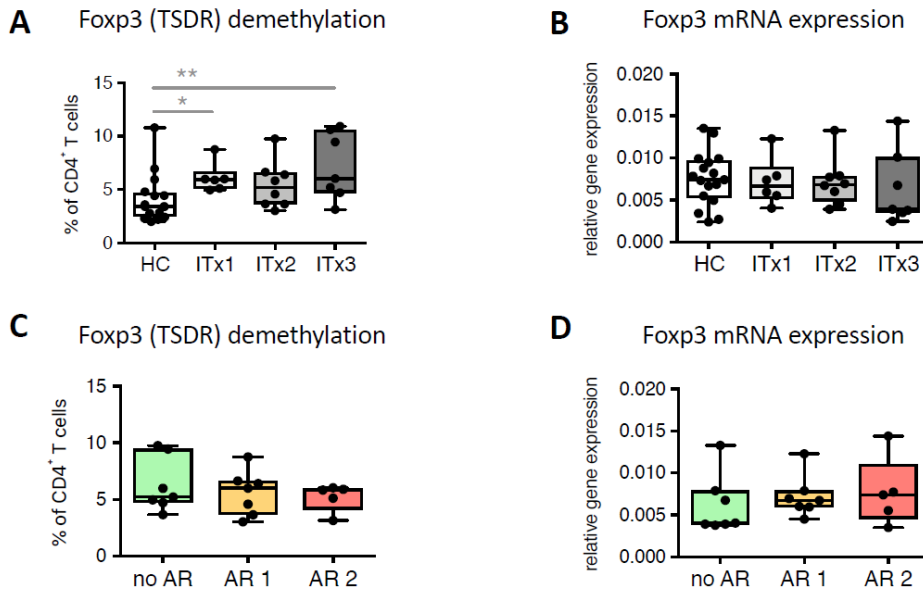 A Foxp3 (TSDR) demethylation
% of CD4⁺ T cells
15
10
5
0
**
*
HC ITx1 ITx2 ITx3
B Foxp3 mRNA expression
relative gene expression
0.020
0.015
0.010
0.005
0.000
HC ITx1 ITx2 ITx3
C Foxp3 (TSDR) demethylation
% of CD4⁺ T cells
15
10
5
0
no AR AR 1 AR 2
D Foxp3 mRNA expression
relative gene expression
0.020
0.015
0.010
0.005
0.000
no AR AR 1 AR 2